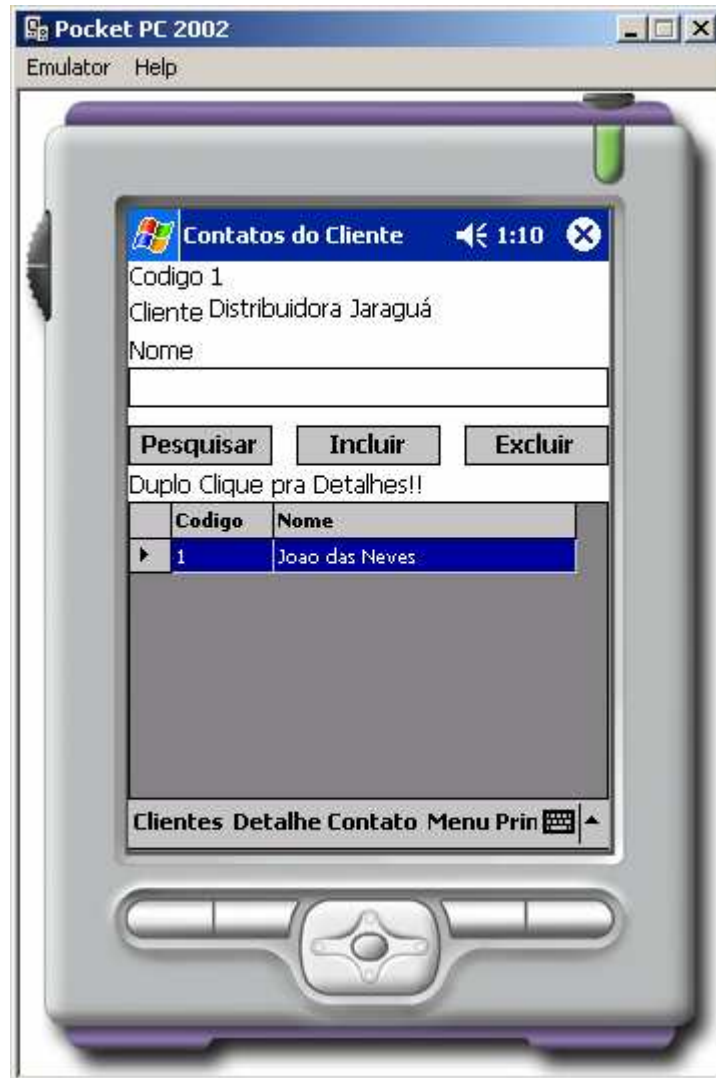 Pocket PC 2002
Emulator Help
Contatos do Cliente 1:10
Codigo 1
Cliente Distribuidora Jaraguá
Nome
Pesquisar Incluir Excluir
Duplo Clique pra Detalhes!!
Codigo Nome
1 Joao das Neves
Clientes Detalhe Contato Menu Prin